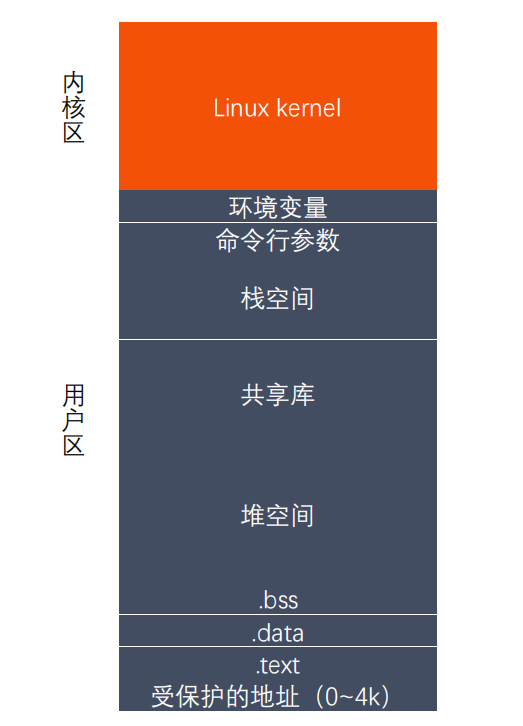 内核区
Linux kernel
环境变量
命令行参数
栈空间
用户区
共享库
堆空间
.bss
.data
.text
受保护的地址（0~4k）